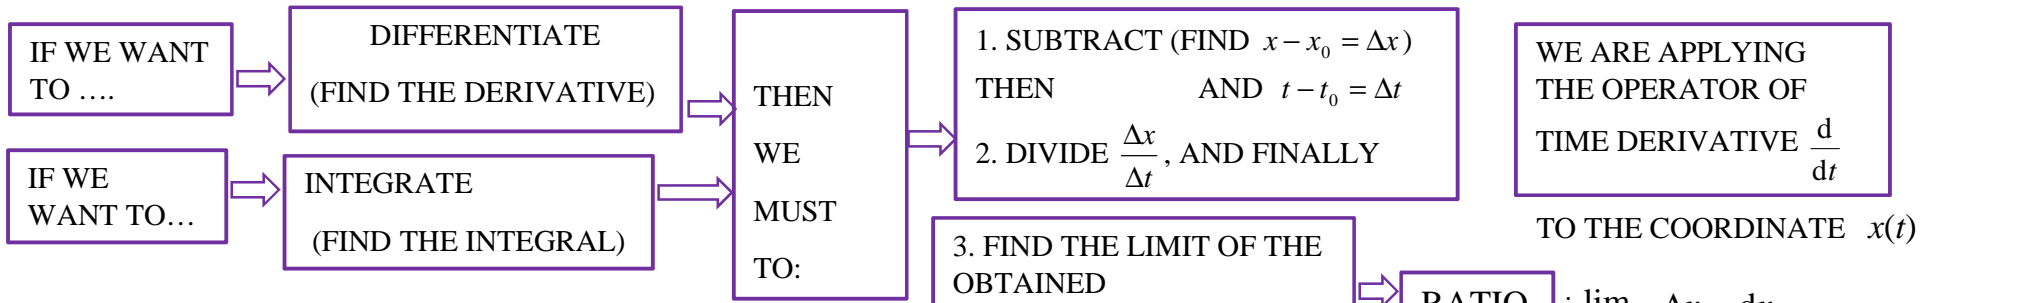 IF WE WANT
TO ….
DIFFERENTIATE
(FIND THE DERIVATIVE)
IF WE
WANT TO…
INTEGRATE
(FIND THE INTEGRAL)
THEN
WE
MUST
TO:
1. SUBTRACT (FIND x − x₀ = Δx)
THEN AND t − t₀ = Δt
2. DIVIDE Δx/Δt, AND FINALLY
3. FIND THE LIMIT OF THE
OBTAINED
RATIO : lim
WE ARE APPLYING
THE OPERATOR OF
TIME DERIVATIVE d/dt
TO THE COORDINATE x(t)